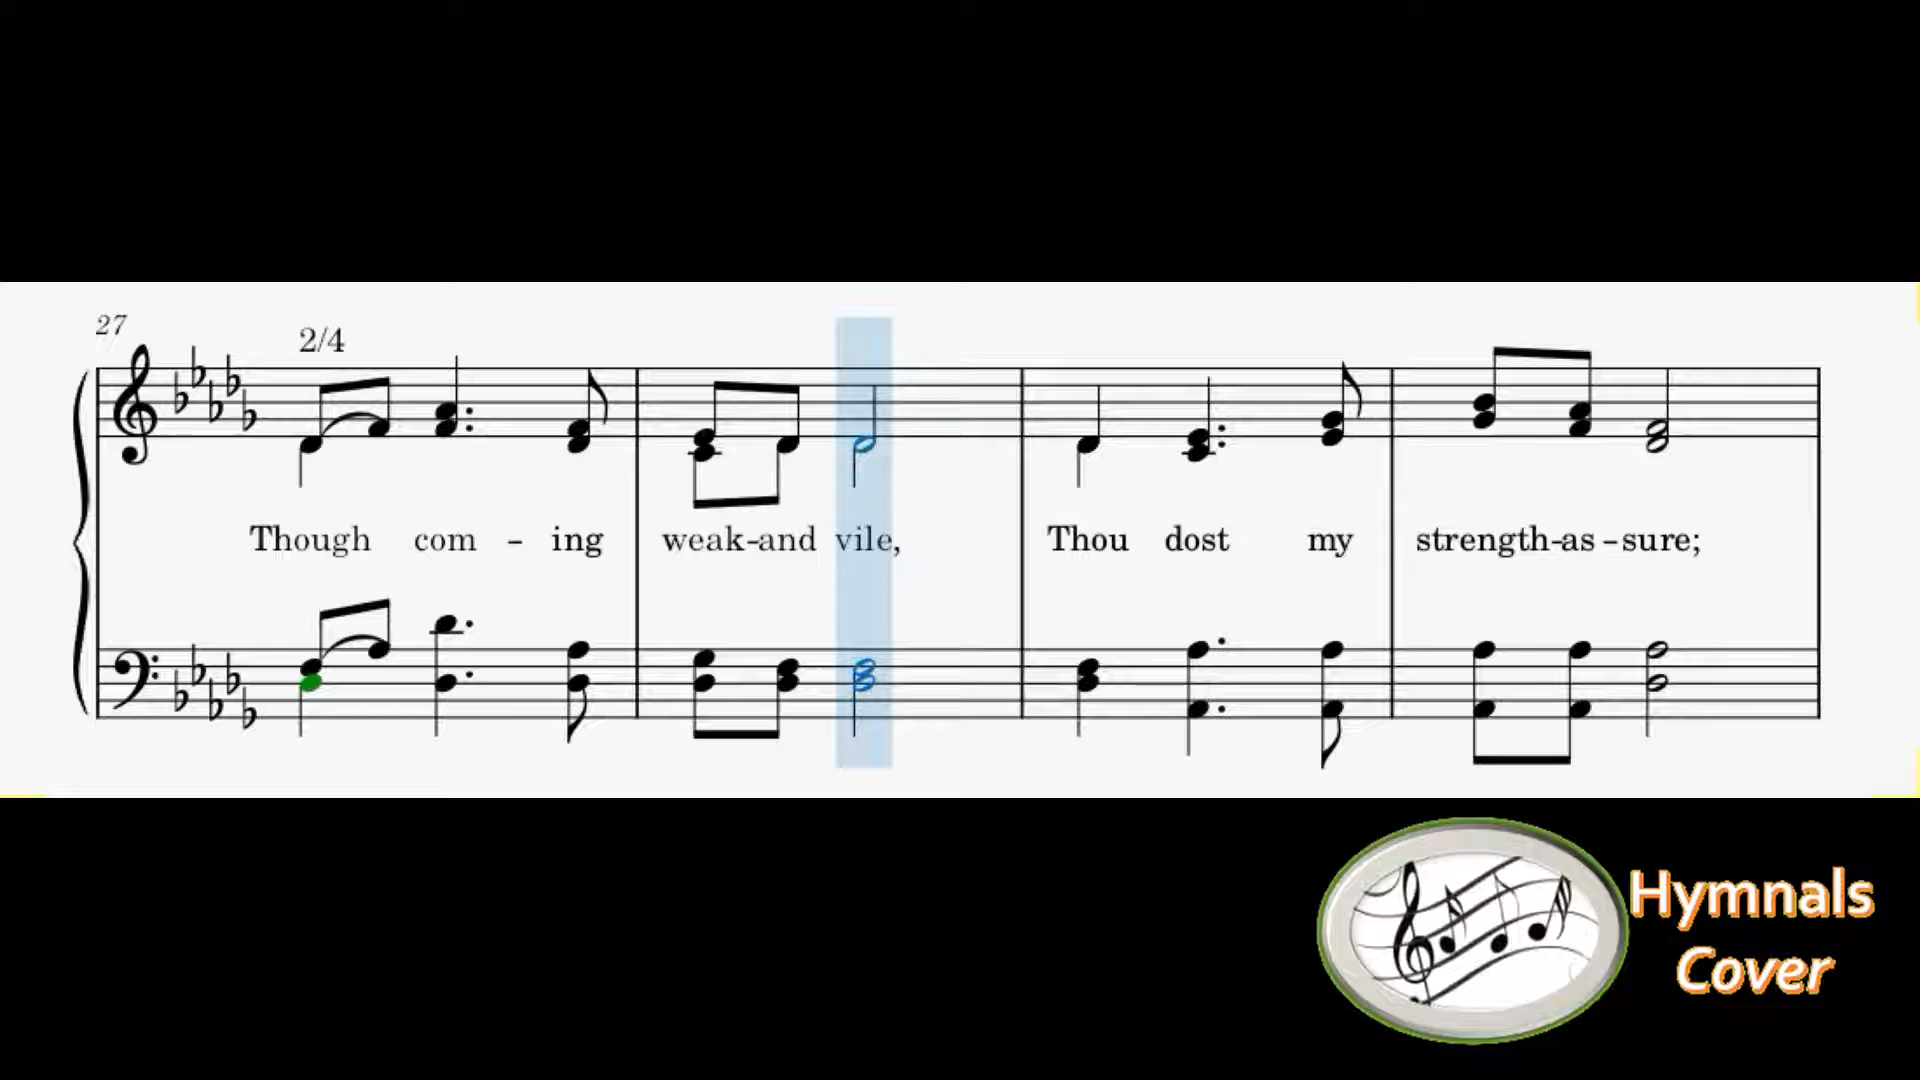 27
2/4
Though com - ing weak-and vile, Thou dost my strength-as-sure;
Hymnals
Cover